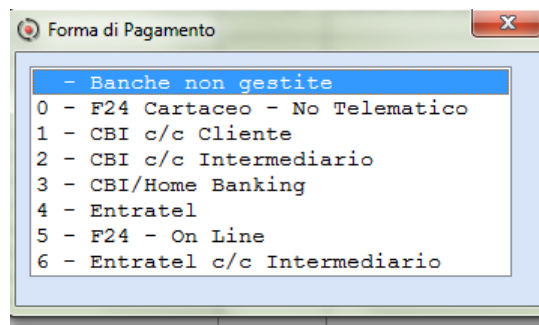 Forma di Pagamento
- Banche non gestite
0 - F24 Cartaceo - No Telematico
1 - CBI c/c Cliente
2 - CBI c/c Intermediario
3 - CBI/Home Banking
4 - Entratel
5 - F24 - On Line
6 - Entratel c/c Intermediario